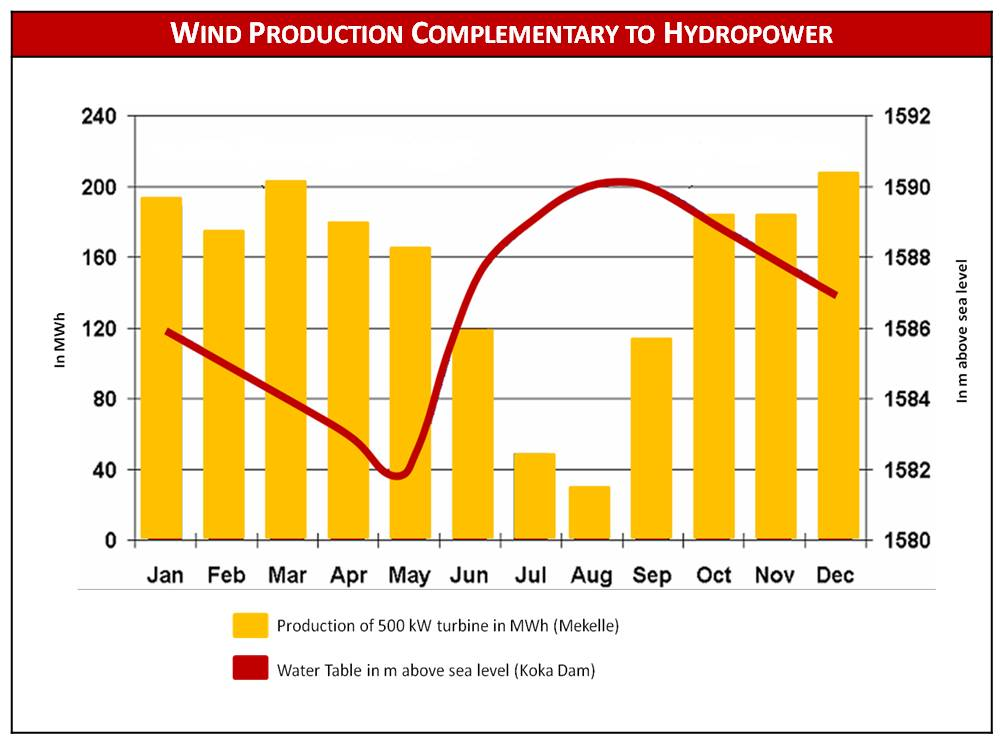 WIND PRODUCTION COMPLEMENTARY TO HYDROPOWER
240
200
160
120
80
40
0
In MWh
1592
1590
1588
1586
1584
1582
1580
In m above sea level
Jan Feb Mar Apr May Jun Jul Aug Sep Oct Nov Dec
Production of 500 kW turbine in MWh (Mekelle)
Water Table in m above sea level (Koka Dam)